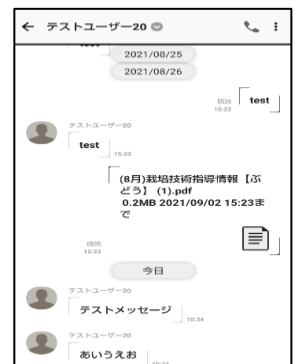 テストユーザー20
test
2021/08/25
2021/08/26
既読
15:23
test
テストユーザー20
test
15:23
(8月)栽培技術指導情報【ぶ
どう】 (1).pdf
0.2MB 2021/09/02 15:23ま
で
既読
15:23
今日
テストユーザー20
テストメッセージ
10:34
テストユーザー20
あいうえお
10:34